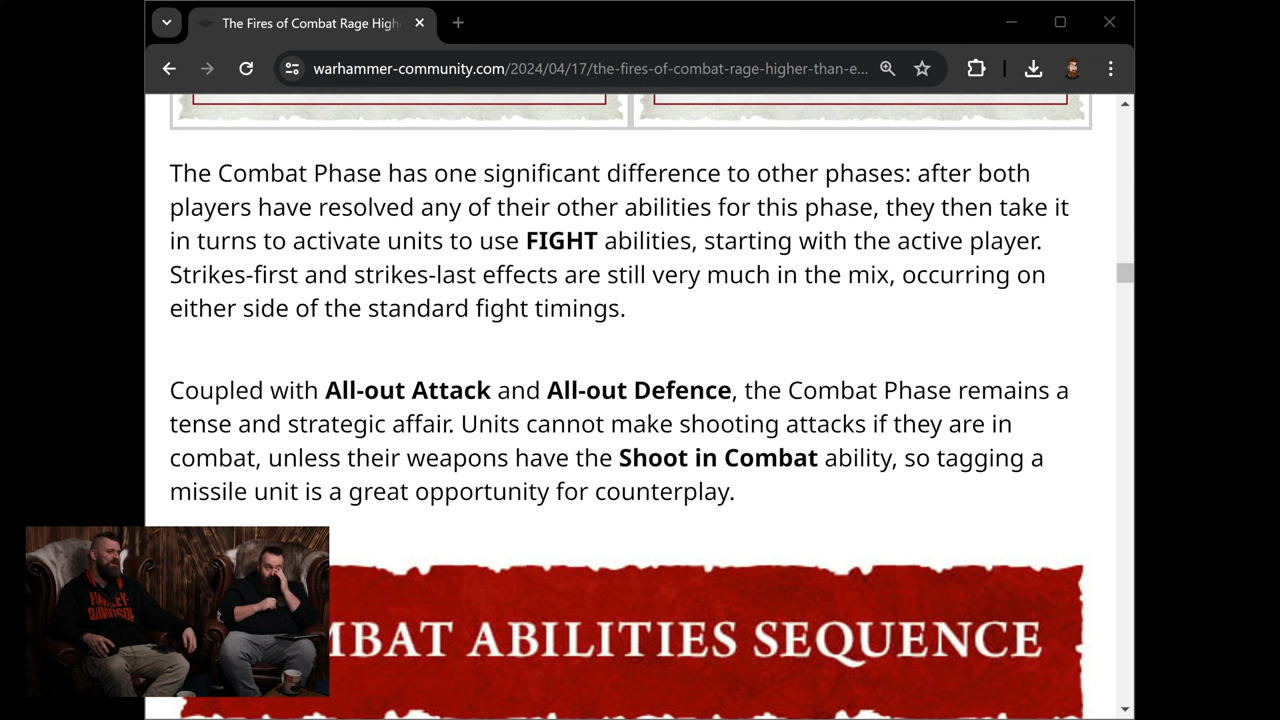 The Fires of Combat Rage High
warhammer-community.com/2024/04/17/the-fires-of-combat-rage-higher-than-e...
The Combat Phase has one significant difference to other phases: after both
players have resolved any of their other abilities for this phase, they then take it
in turns to activate units to use FIGHT abilities, starting with the active player.
Strikes-first and strikes-last effects are still very much in the mix, occurring on
either side of the standard fight timings.
Coupled with All-out Attack and All-out Defence, the Combat Phase remains a
tense and strategic affair. Units cannot make shooting attacks if they are in
combat, unless their weapons have the Shoot in Combat ability, so tagging a
missile unit is a great opportunity for counterplay.
MBAT ABILITIES SEQUENCE
HARLEY-
DAVIDSON